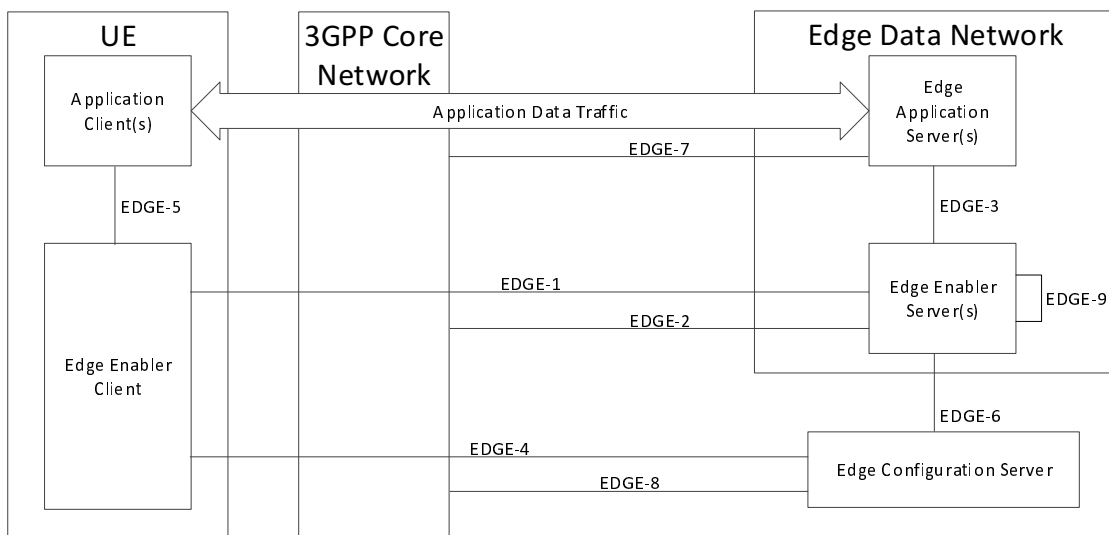 UE
3GPP Core
Network
Edge Data Network
Application
Client(s)
Application Data Traffic
Edge
Application
Server(s)
EDGE-7
EDGE-5
EDGE-3
EDGE-1
Edge Enabler
Server(s)
EDGE-9
EDGE-2
Edge Enabler
Client
EDGE-6
EDGE-4
Edge Configuration Server
EDGE-8